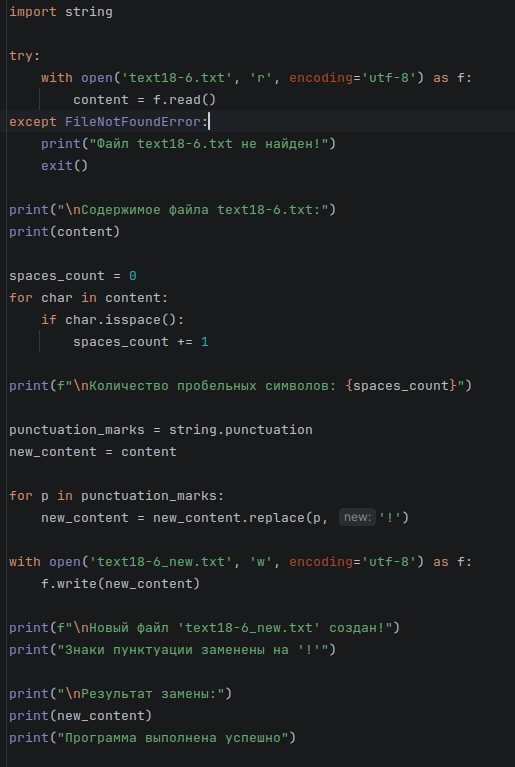 import string
try:
with open('text18-6.txt', 'r', encoding='utf-8') as f:
content = f.read()
except FileNotFoundError:
print("Файл text18-6.txt не найден!")
exit()
print("\nСодержимое файла text18-6.txt:")
print(content)
spaces_count = 0
for char in content:
if char.isspace():
spaces_count += 1
print(f"\nКоличество пробельных символов: {spaces_count}")
punctuation_marks = string.punctuation
new_content = content
for p in punctuation_marks:
new_content = new_content.replace(p, new: '!')
with open('text18-6_new.txt', 'w', encoding='utf-8') as f:
f.write(new_content)
print(f"\nНовый файл 'text18-6_new.txt' создан!")
print("Знаки пунктуации заменены на '!'")
print("\nРезультат замены:")
print(new_content)
print("Программа выполнена успешно")